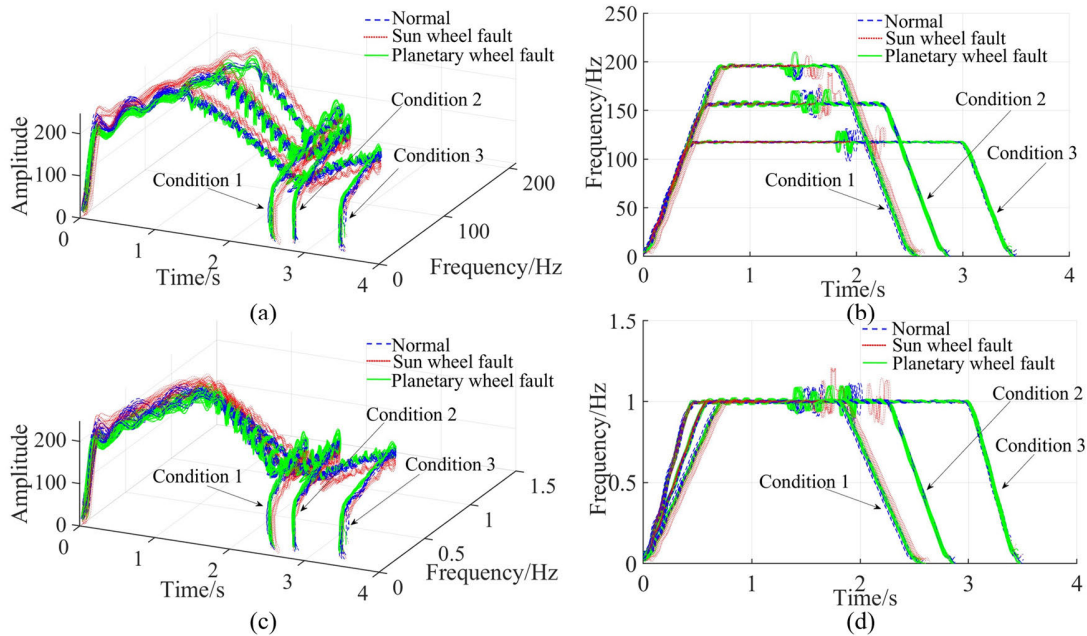 Normal
Sun wheel fault
Planetary wheel fault
Amplitude
200
100
0
Condition 2
Condition 3
Condition 1
200
100
0
0
1
2
3
4
Time/s
Frequency/Hz
(a)
Normal
Sun wheel fault
Planetary wheel fault
Frequency/Hz
250
200
150
100
50
0
Condition 2
Condition 3
Condition 1
0
1
2
3
4
Time/s
(b)
Normal
Sun wheel fault
Planetary wheel fault
Amplitude
200
100
0
Condition 2
Condition 1
Condition 3
1.5
1
0.5
0
0
1
2
3
4
Time/s
Frequency/Hz
(c)
Normal
Sun wheel fault
Planetary wheel fault
Frequency/Hz
1.5
1
0.5
0
Condition 2
Condition 3
Condition 1
0
1
2
3
4
Time/s
(d)